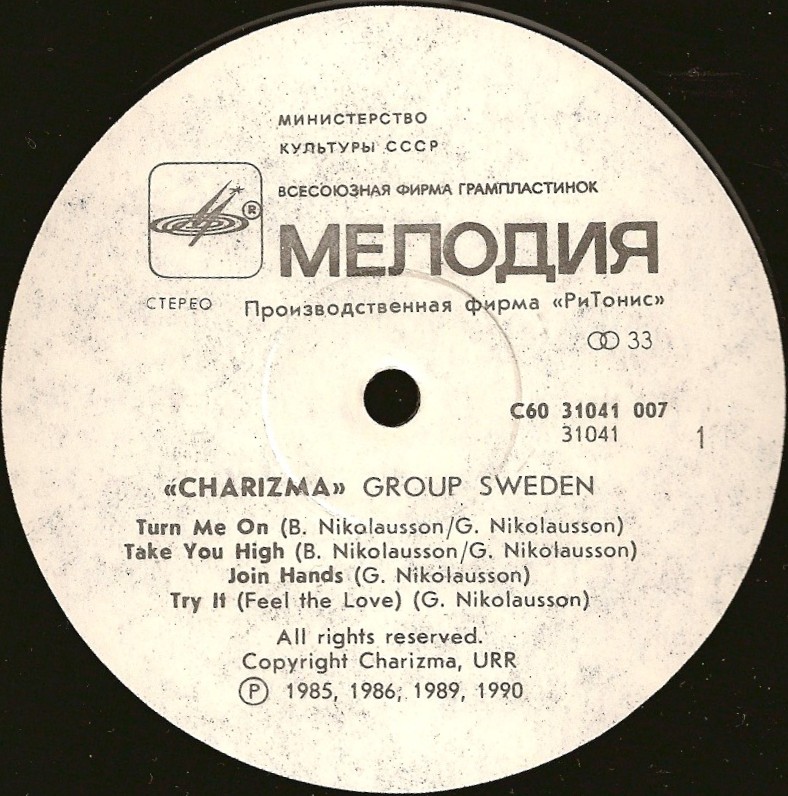 МИНИСТЕРСТВО
КУЛЬТУРЫ СССР
ВСЕСОЮЗНАЯ ФИРМА ГРАМПЛАСТИНОК
®
МЕЛОДИЯ
СТЕРЕО
Производственная фирма «РиТонис»
33
С60 31041 007
31041
1
«CHARIZMA» GROUP SWEDEN
Turn Me On (B. Nikolausson/G. Nikolausson)
Take You High (B. Nikolausson/G. Nikolausson)
Join Hands (G. Nikolausson)
Try It (Feel the Love) (G. Nikolausson)
All rights reserved.
Copyright Charizma, URR
Ⓟ 1985, 1986, 1989, 1990